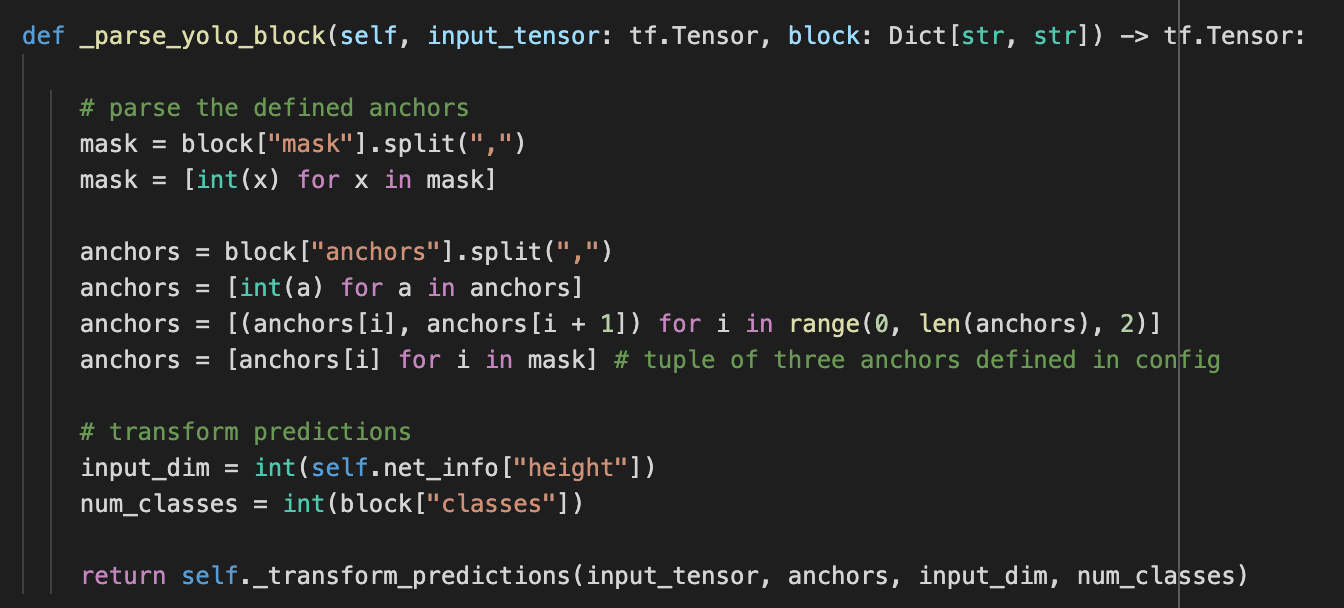 def _parse_yolo_block(self, input_tensor: tf.Tensor, block: Dict[str, str]) -> tf.Tensor:
# parse the defined anchors
mask = block["mask"].split(",")
mask = [int(x) for x in mask]
anchors = block["anchors"].split(",")
anchors = [int(a) for a in anchors]
anchors = [(anchors[i], anchors[i + 1]) for i in range(0, len(anchors), 2)]
anchors = [anchors[i] for i in mask] # tuple of three anchors defined in config
# transform predictions
input_dim = int(self.net_info["height"])
num_classes = int(block["classes"])
return self._transform_predictions(input_tensor, anchors, input_dim, num_classes)